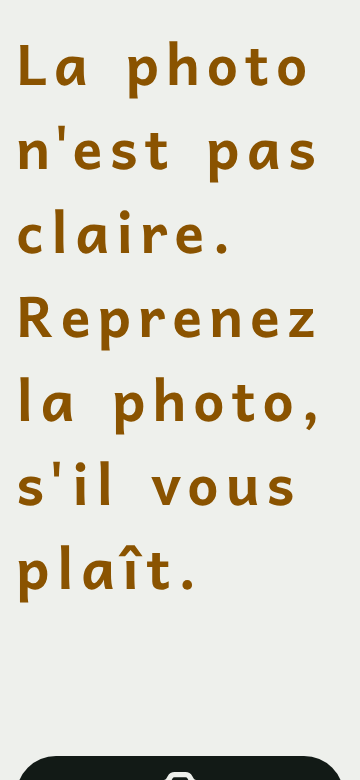 La photo
n'est pas
claire.
Reprenez
la photo,
s'il vous
plaît.